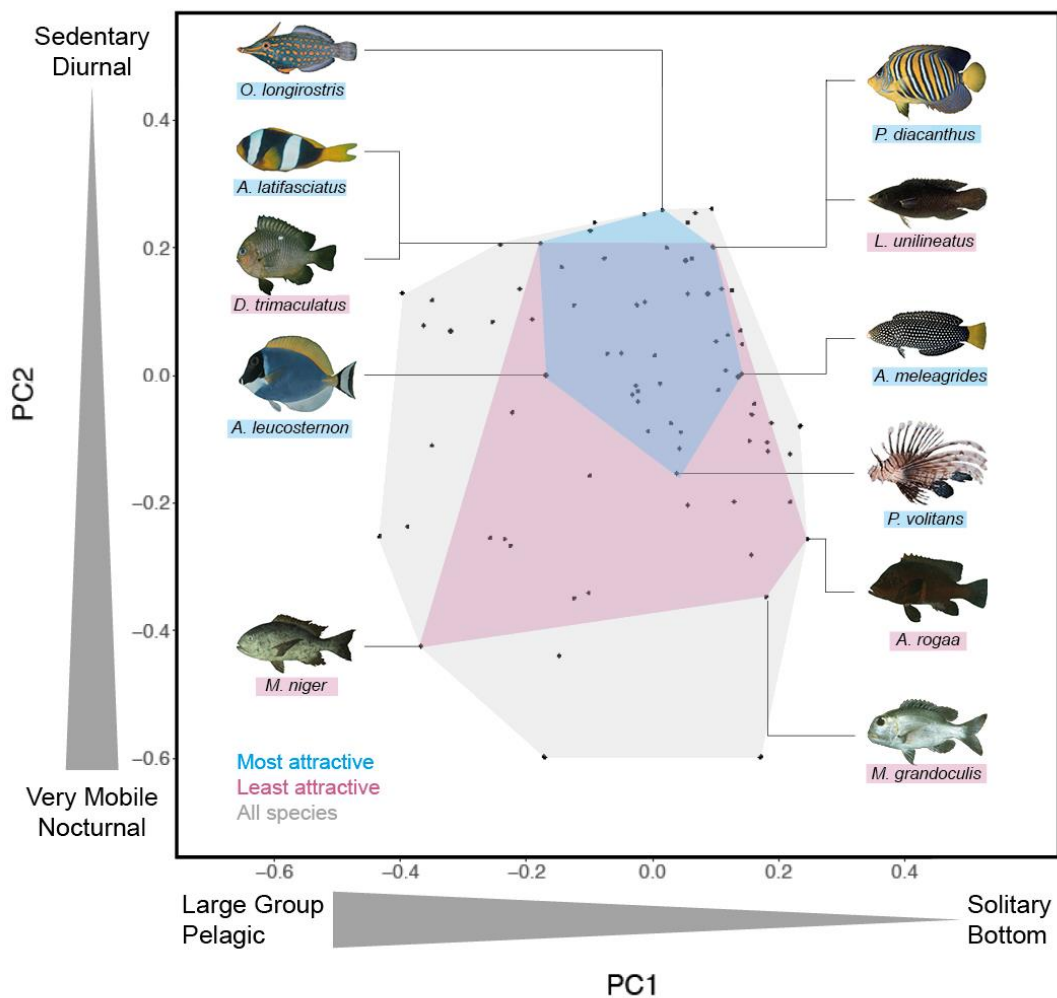 Sedentary
Diurnal
PC2
Very Mobile
Nocturnal
0.4
0.2
0.0
−0.2
−0.4
−0.6
O. longirostris
A. latifasciatus
D. trimaculatus
A. leucosternon
M. niger
P. diacanthus
L. unilineatus
A. meleagrides
P. volitans
A. rogaa
M. grandoculis
Most attractive
Least attractive
All species
−0.6
−0.4
−0.2
0.0
0.2
0.4
Large Group
Pelagic
Solitary
Bottom
PC1